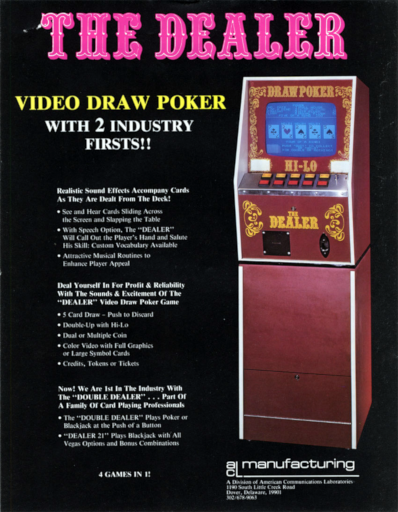 THE DEALER
VIDEO DRAW POKER
WITH 2 INDUSTRY
FIRSTS!!
Realistic Sound Effects Accompany Cards
As They Are Dealt From The Deck!
• See and Hear Cards Sliding Across
the Screen and Slapping the Table
• With Speech Option, The "DEALER"
Will Call Out the Player's Hand and Salute
His Skill: Custom Vocabulary Available
• Attractive Musical Routines to
Enhance Player Appeal
Deal Yourself In For Profit & Reliability
With The Sounds & Excitement Of The
"DEALER" Video Draw Poker Game
• 5 Card Draw – Push to Discard
• Double-Up with Hi-Lo
• Dual or Multiple Coin
• Color Video with Full Graphics
or Large Symbol Cards
• Credits, Tokens or Tickets
Now! We Are 1st In The Industry With
The "DOUBLE DEALER" . . . Part Of
A Family Of Card Playing Professionals
• The "DOUBLE DEALER" Plays Poker or
Blackjack at the Push of a Button
• "DEALER 21" Plays Blackjack with All
Vegas Options and Bonus Combinations
4 GAMES IN 1!
DRAW POKER
HI-LO
THE
DEALER
acl manufacturing
A Division of American Communications Laboratories
1190 South Little Creek Road
Dover, Delaware, 19901
302/678-9063